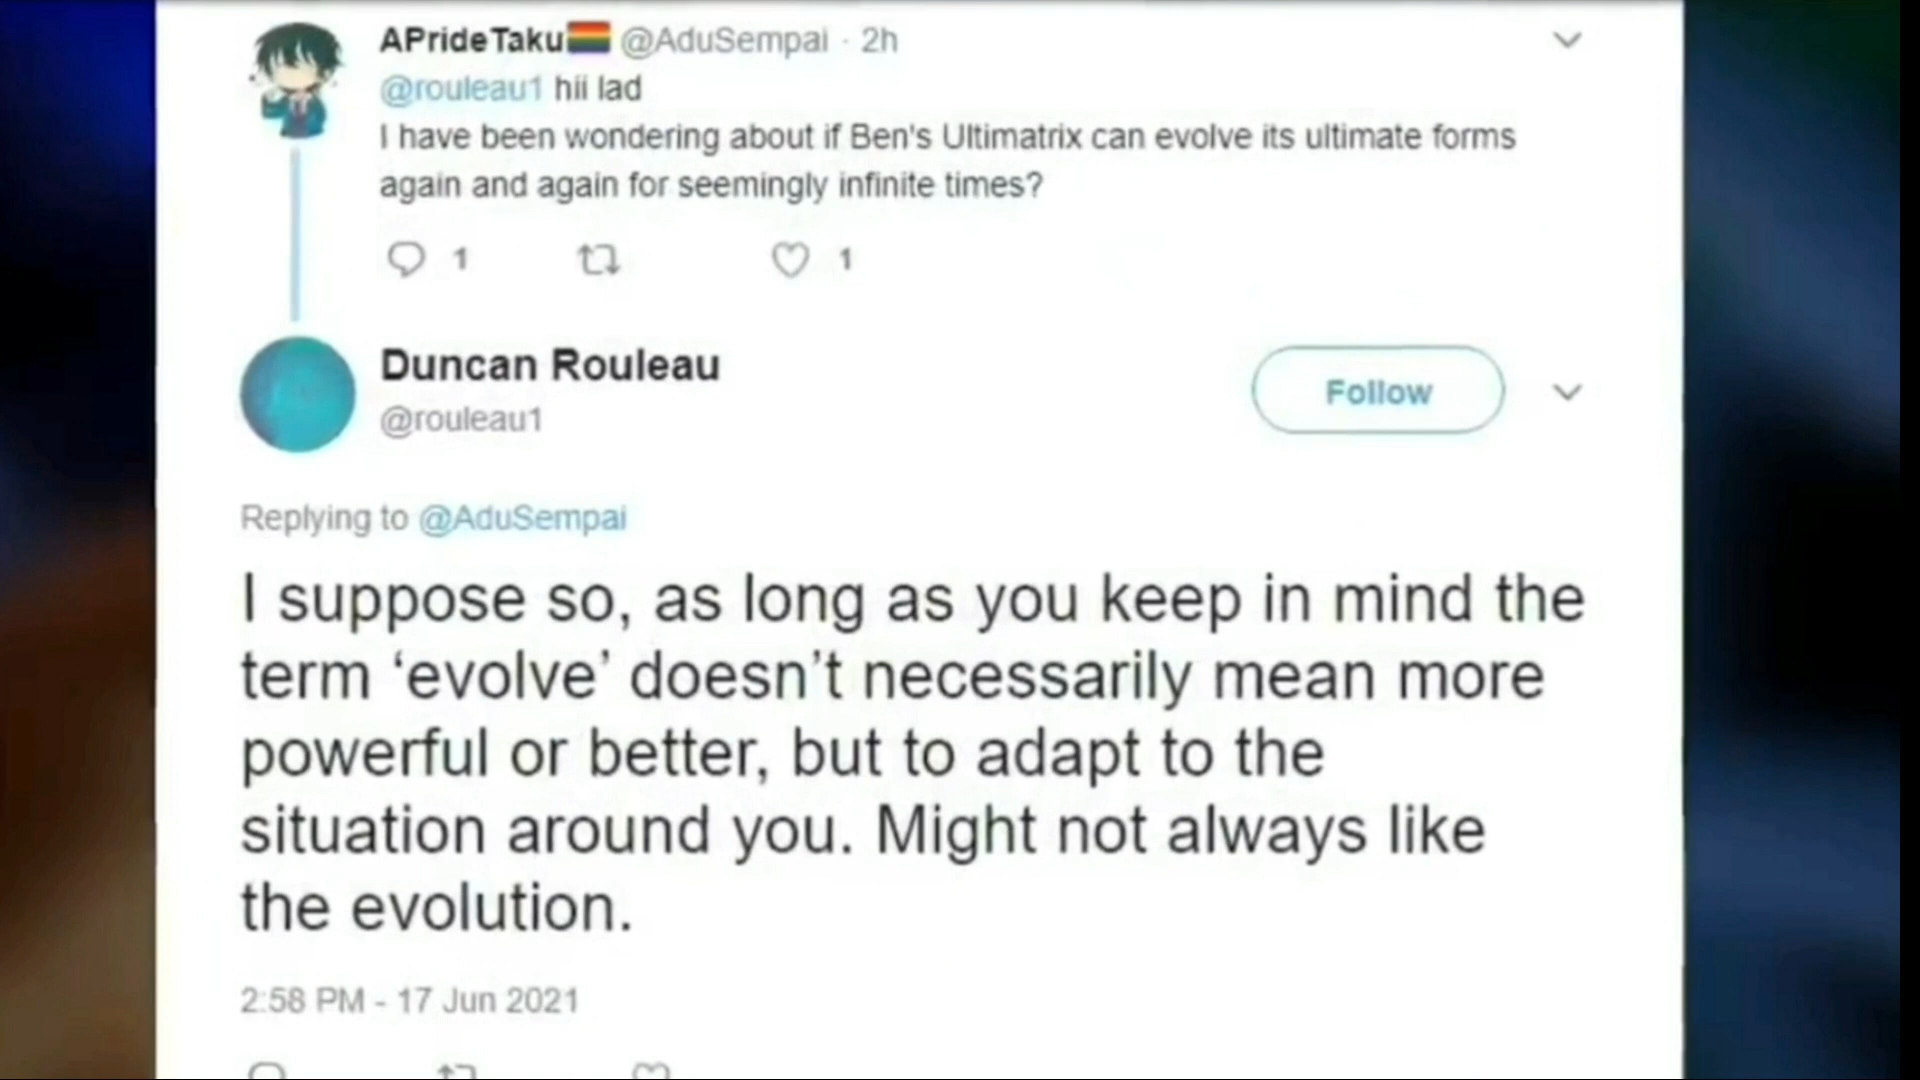 APrideTaku @AduSempai · 2h
@rouleau1 hii lad
I have been wondering about if Ben's Ultimatrix can evolve its ultimate forms
again and again for seemingly infinite times?
1 1
Duncan Rouleau
Follow
@rouleau1
Replying to @AduSempai
I suppose so, as long as you keep in mind the
term ‘evolve’ doesn’t necessarily mean more
powerful or better, but to adapt to the
situation around you. Might not always like
the evolution.
2:58 PM - 17 Jun 2021